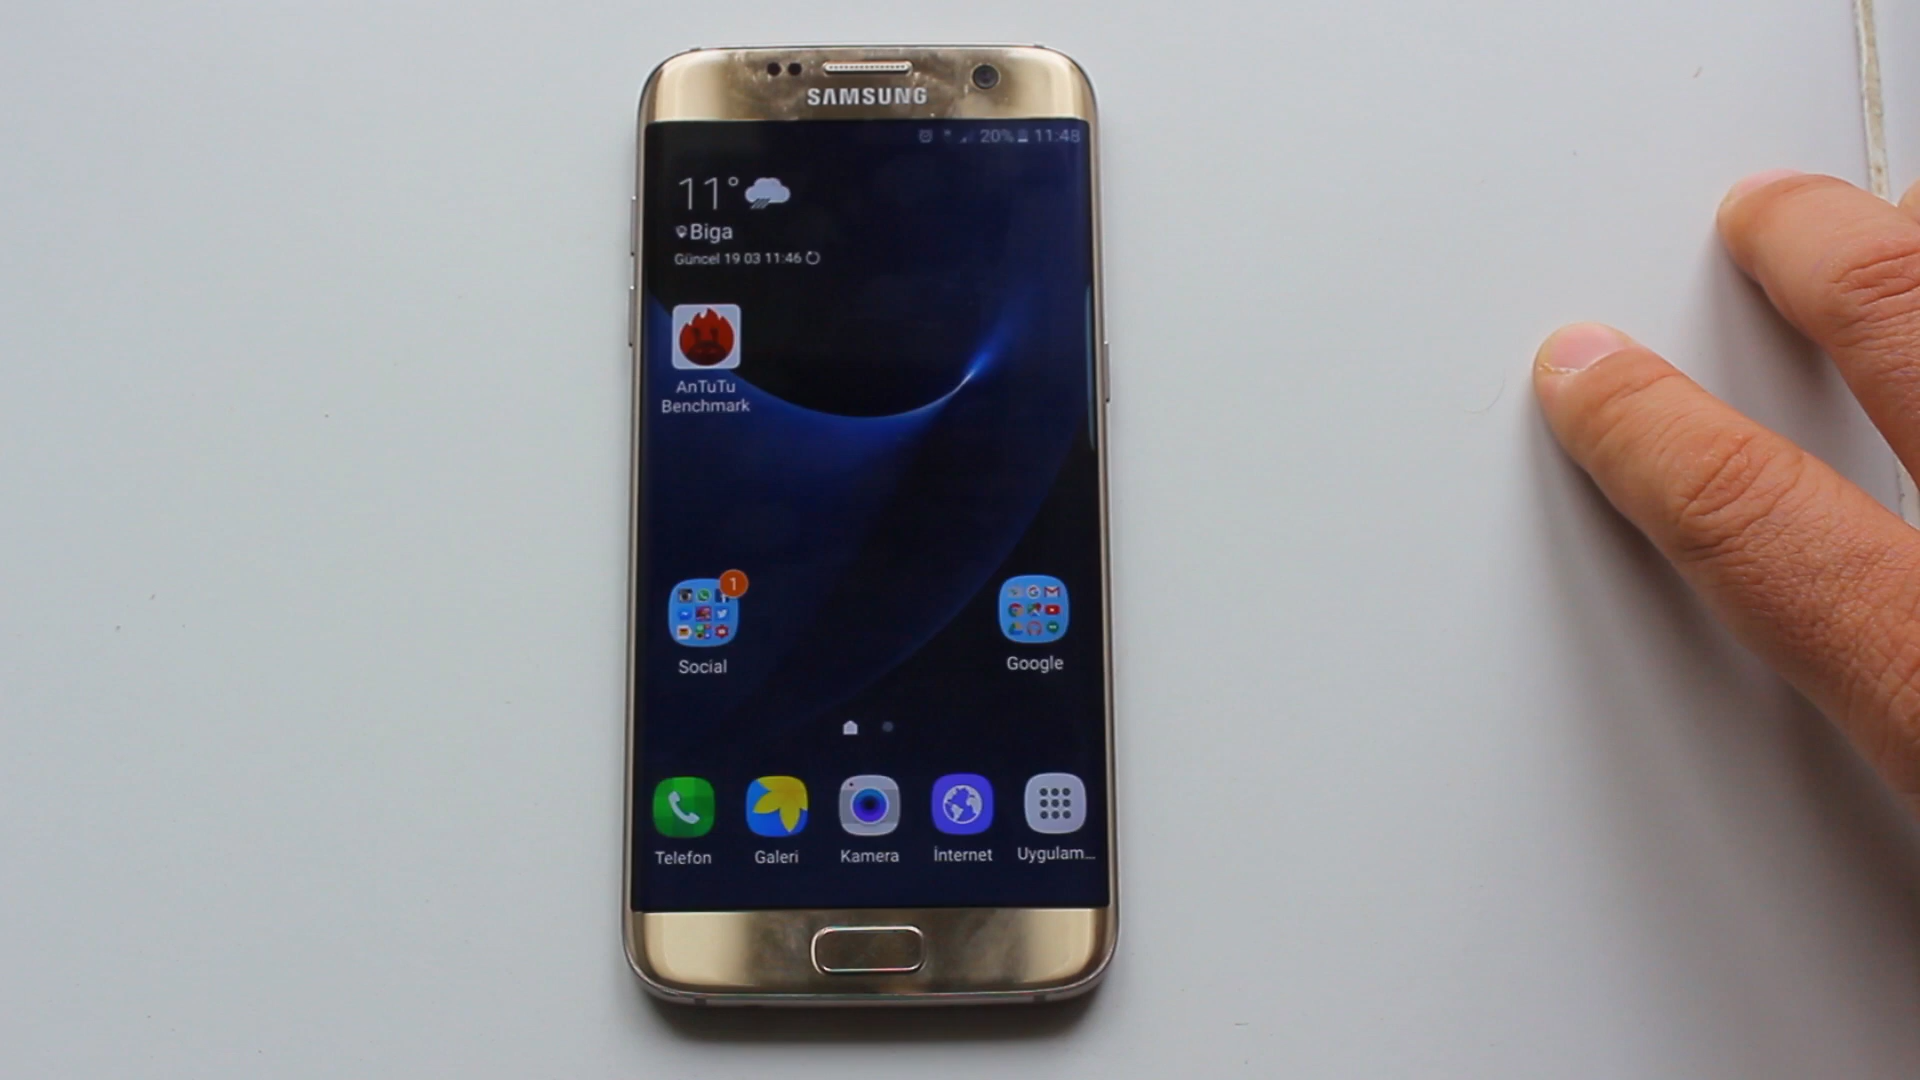 SAMSUNG
20% 11:48
11°
Biga
Güncel 19 03 11:46
AnTuTu
Benchmark
1
Social
Google
Telefon
Galeri
Kamera
İnternet
Uygulam...